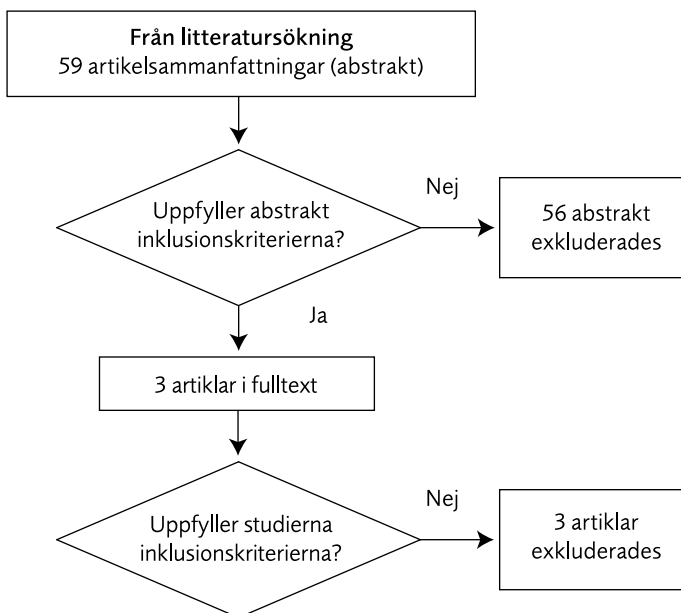 Från litteratursökning
59 artikelsammanfattningar (abstrakt)
Uppfyller abstrakt
inklusionskriterierna?
Nej
56 abstrakt
exkluderades
Ja
3 artiklar i fulltext
Uppfyller studierna
inklusionskriterierna?
Nej
3 artiklar
exkluderades